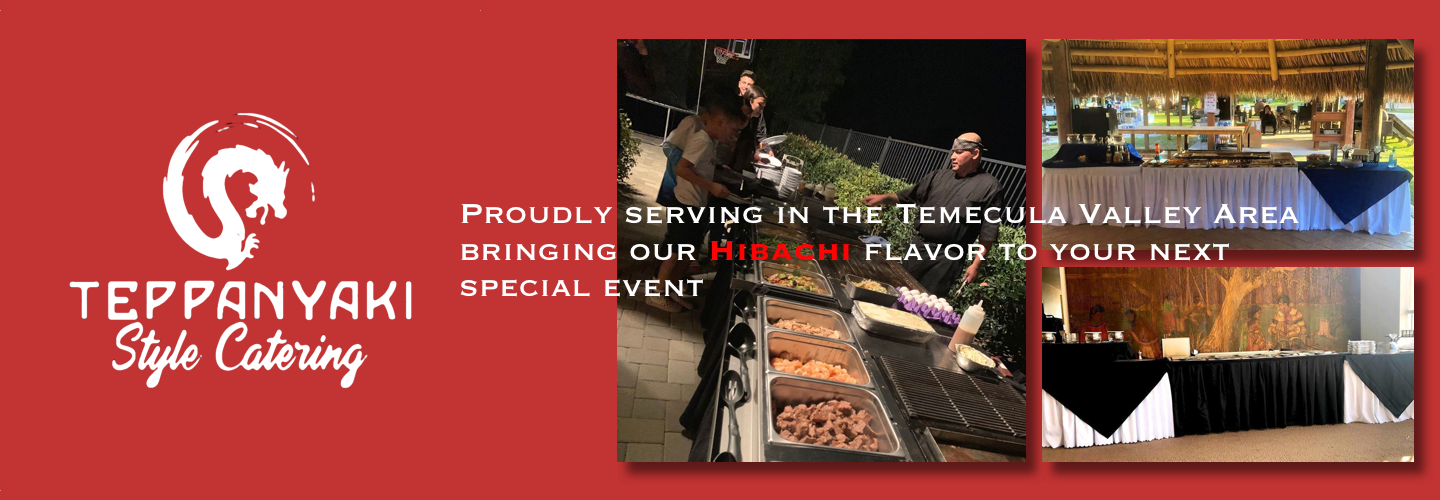 TEPPANYAKI
Style Catering
Proudly serving in the Temecula Valley Area
bringing our Hibachi flavor to your next
special event